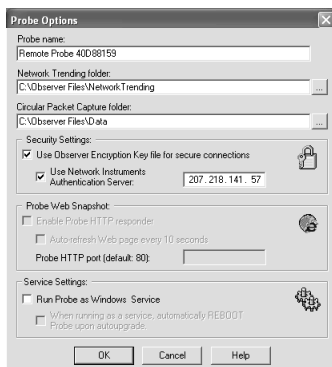 Probe Options
Probe name:
Remote Probe 40D88159
Network Trending folder:
C:\Observer Files\NetworkTrending
...
Circular Packet Capture folder:
C:\Observer Files\Data
...
Security Settings:
Use Observer Encryption Key file for secure connections
Use Network Instruments
Authentication Server:
207.218.141. 57
Probe Web Snapshot:
Enable Probe HTTP responder
Auto-refresh Web page every 10 seconds
Probe HTTP port (default: 80):
Service Settings:
Run Probe as Windows Service
When running as a service, automatically REBOOT
Probe upon autoupgrade
OK Cancel Help